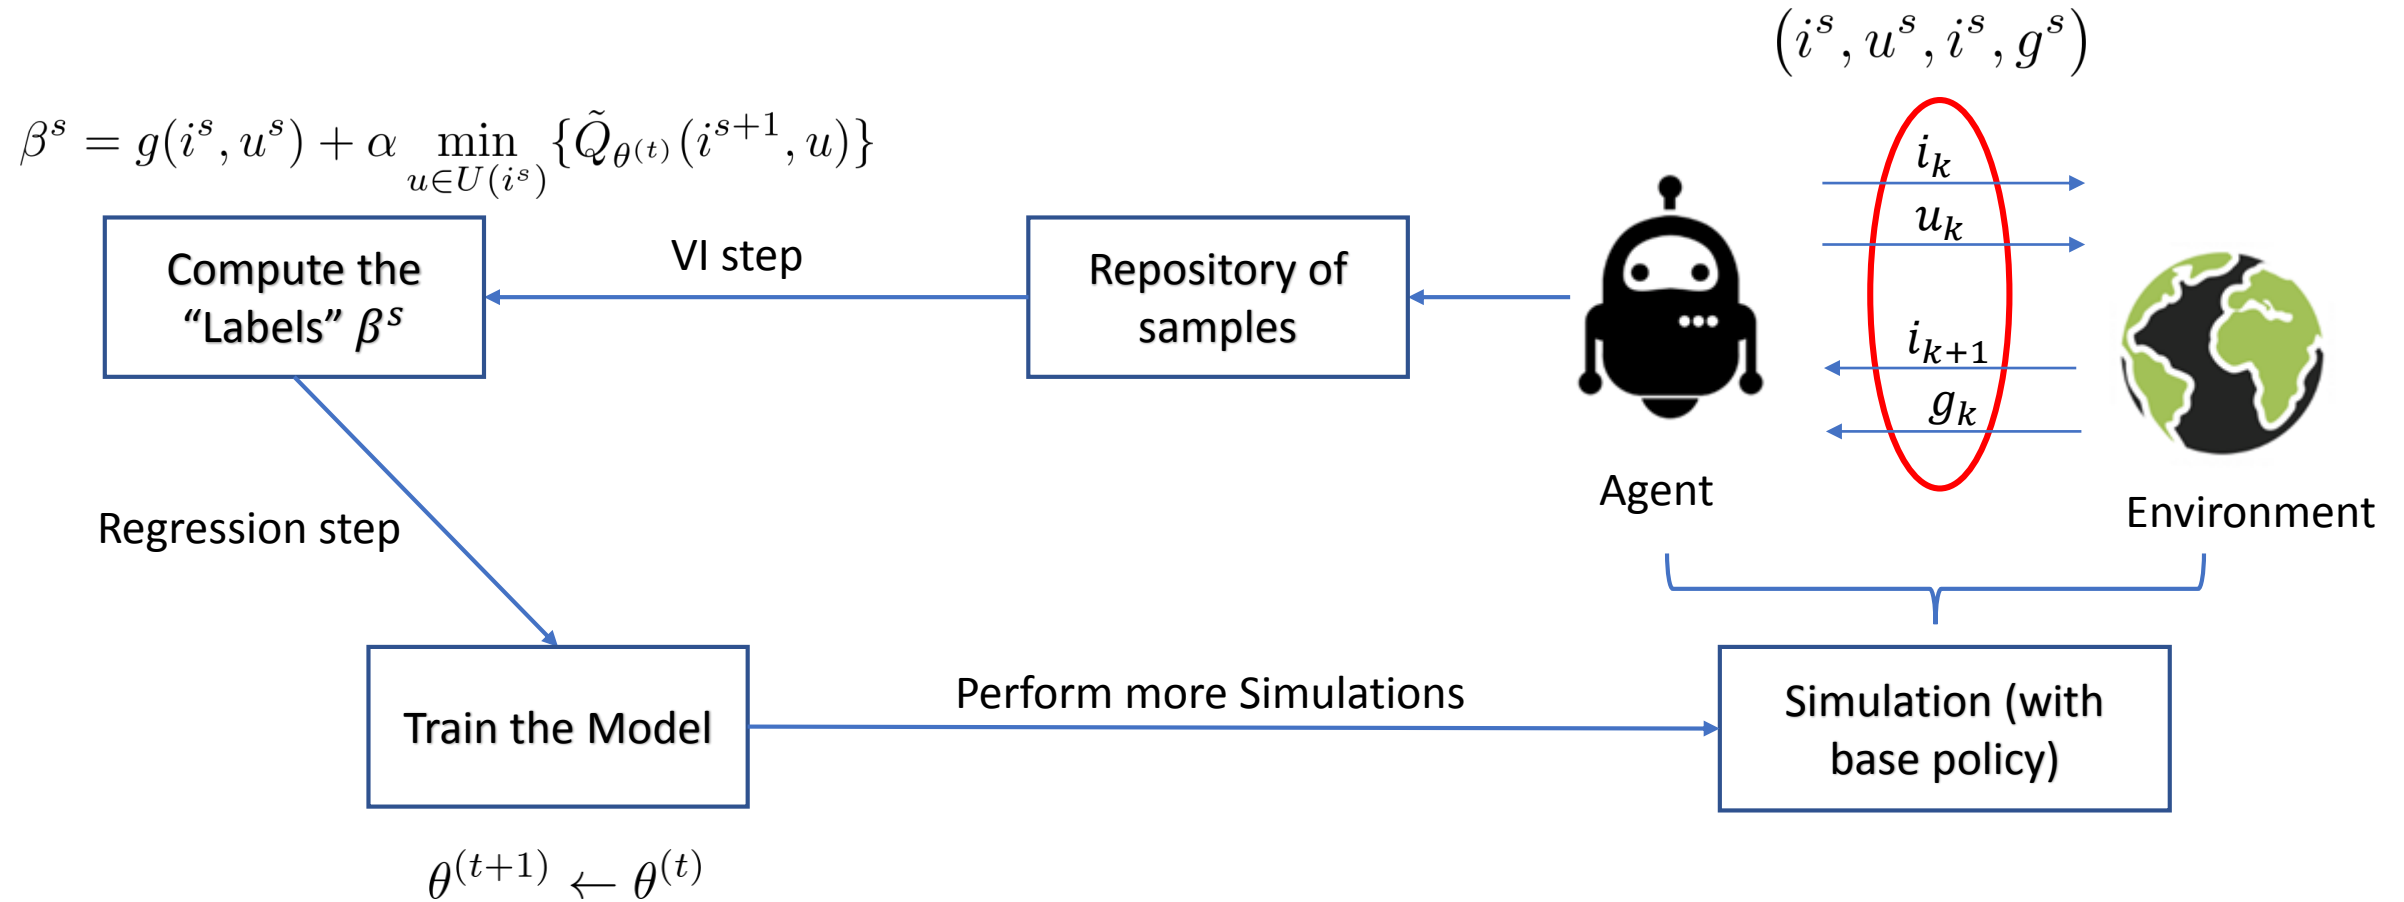 (i^s, u^s, i^s, g^s)
β^s = g(i^s, u^s) + α min_{u∈U(i^s)} {Q̃_{θ^(t)}(i^{s+1}, u)}
i_k
u_k
i_{k+1}
g_k
Compute the
“Labels” β^s
VI step
Repository of
samples
Agent
Environment
Regression step
Train the Model
Perform more Simulations
Simulation (with
base policy)
θ^(t+1) ← θ^(t)